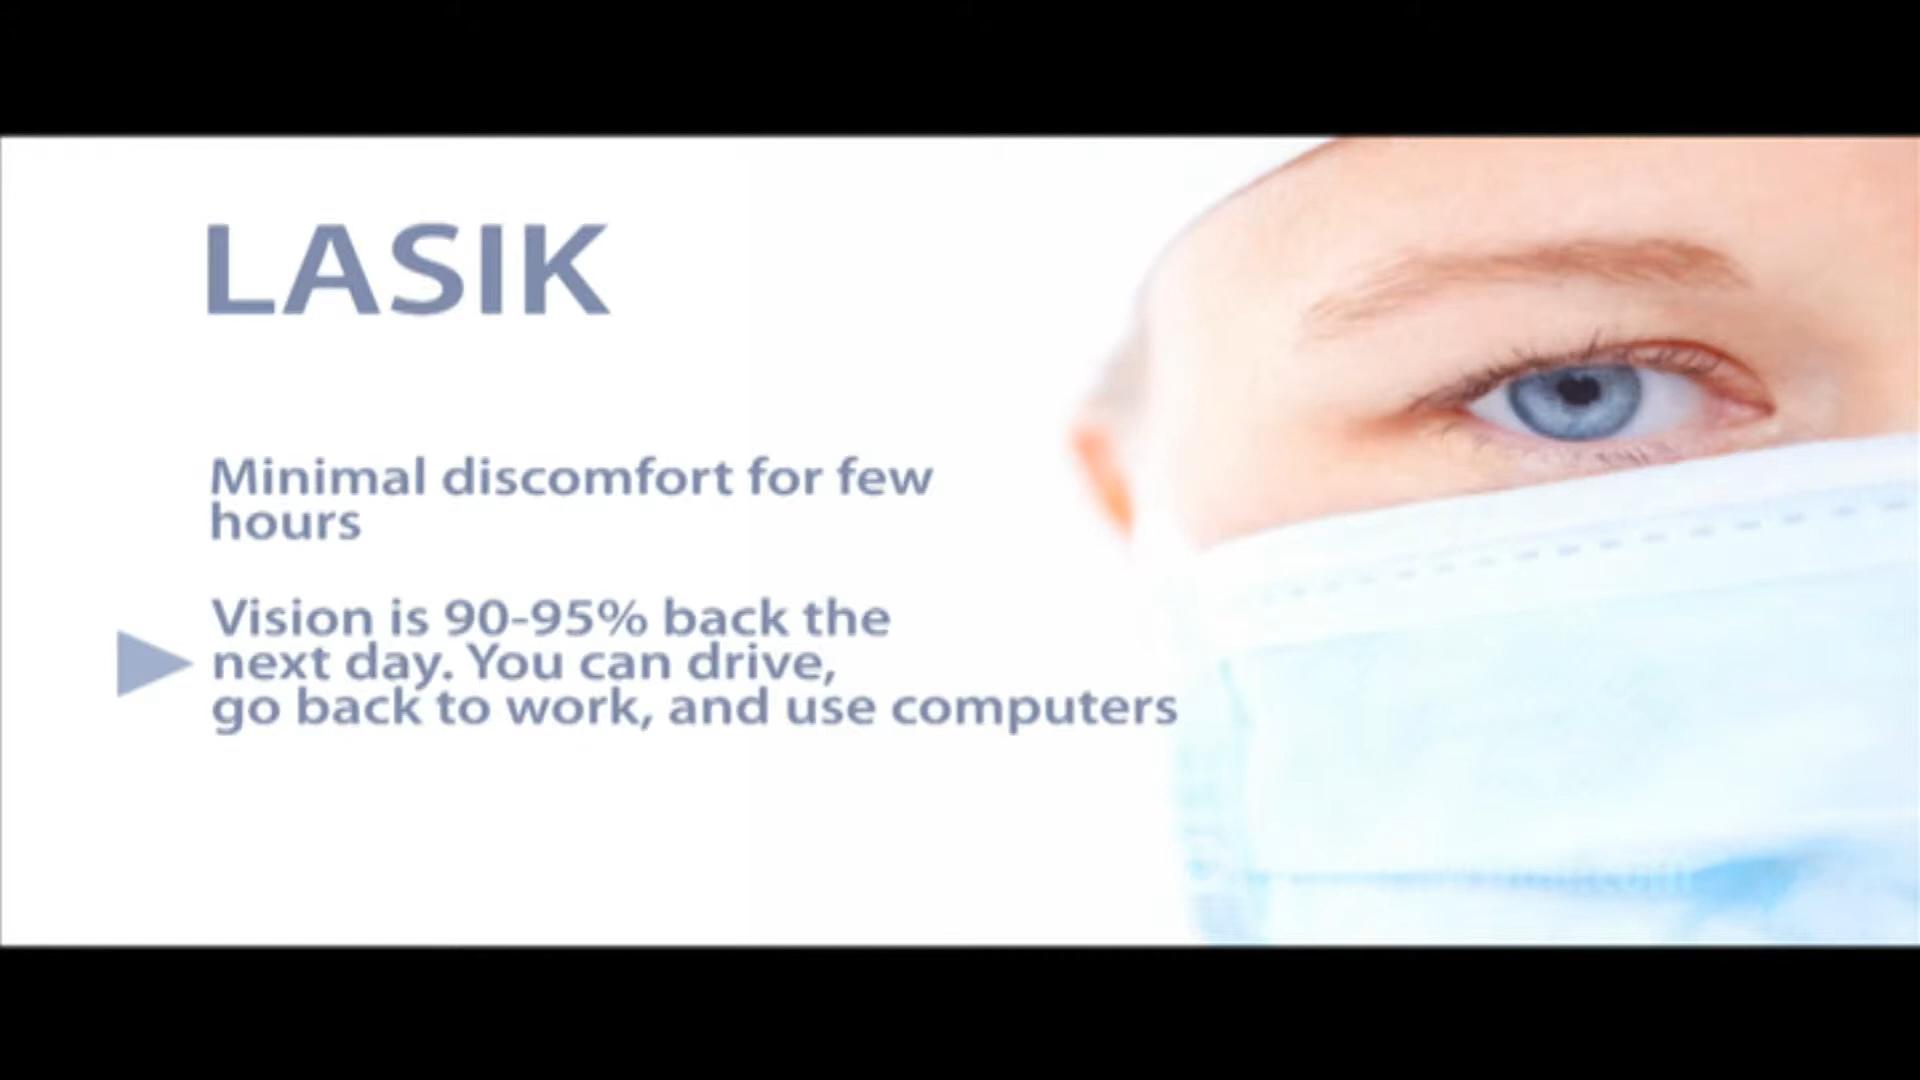 LASIK
Minimal discomfort for few
hours
Vision is 90-95% back the
next day. You can drive,
go back to work, and use computers